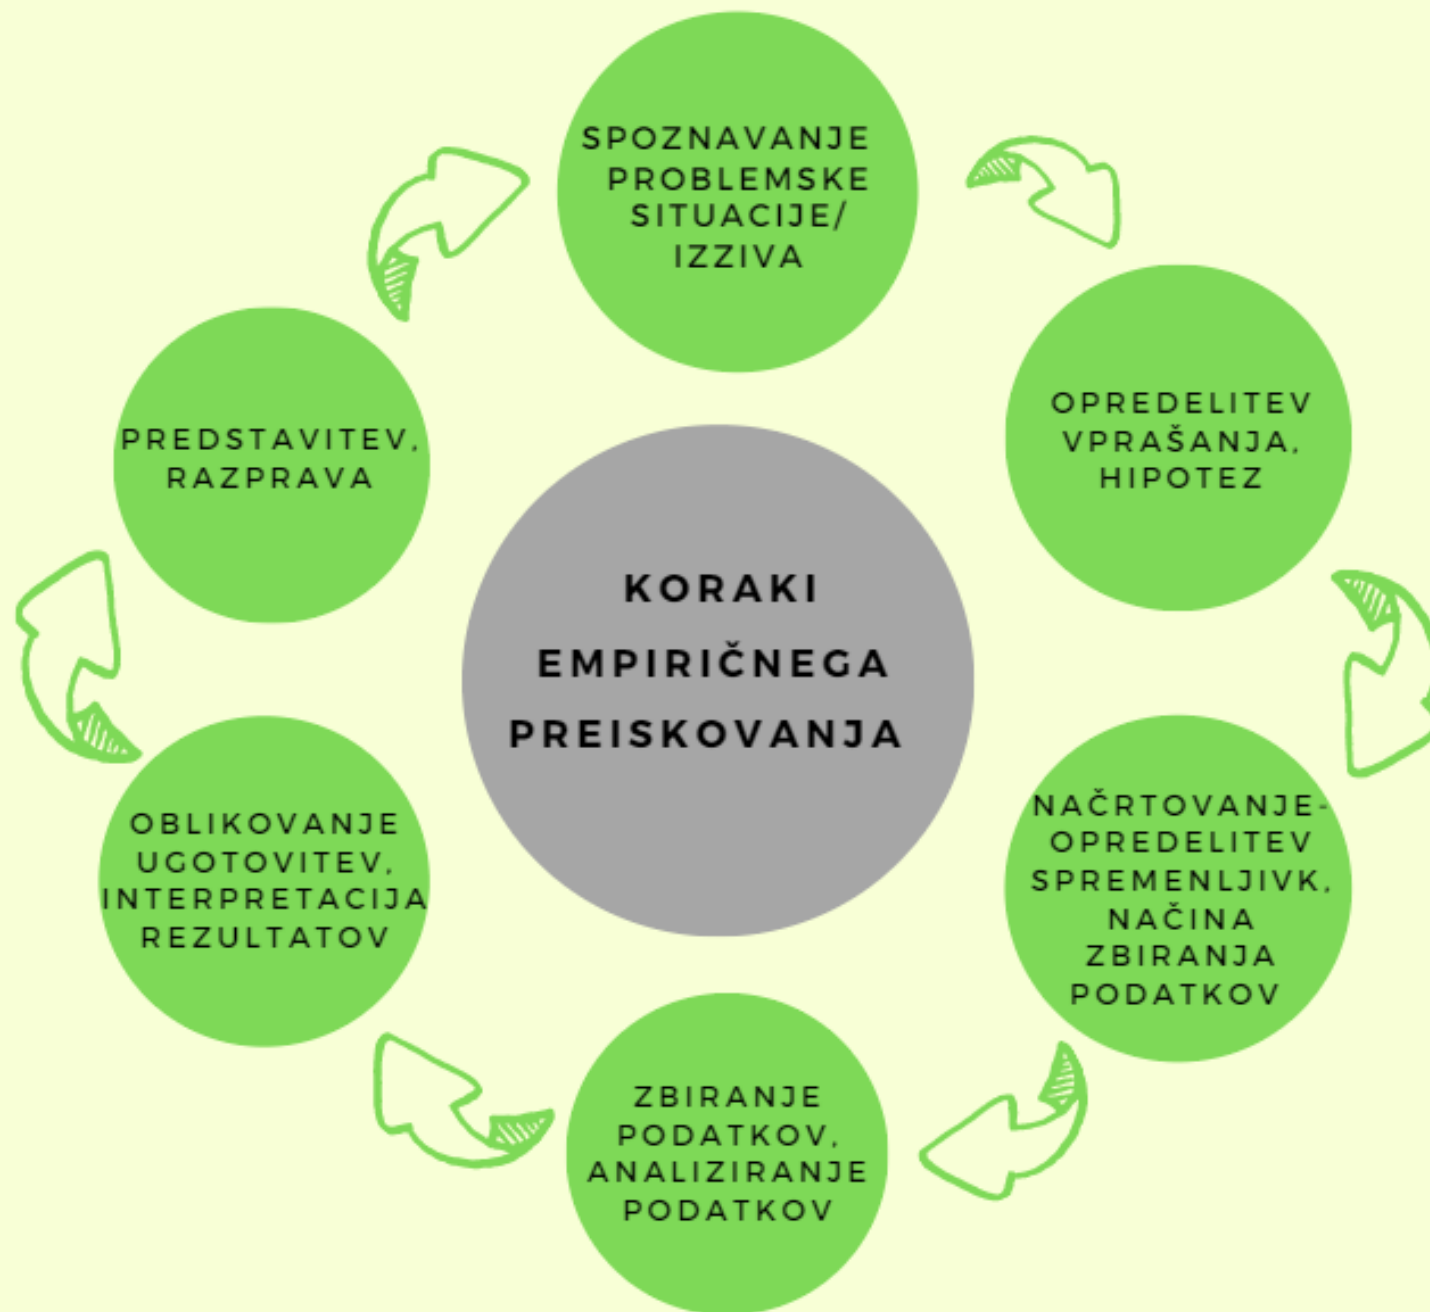 SPOZNAVANJE
PROBLEMSKE
SITUACIJE/
IZZIVA
OPREDELITEV
VPRAŠANJA,
HIPOTEZ
NAČRTOVANJE-
OPREDELITEV
SPREMENLJIVK,
NAČINA
ZBIRANJA
PODATKOV
ZBIRANJE
PODATKOV,
ANALIZIRANJE
PODATKOV
OBLIKOVANJE
UGOTOVITEV,
INTERPRETACIJA
REZULTATOV
PREDSTAVITEV,
RAZPRAVA
KORAKI
EMPIRIČNEGA
PREISKOVANJA